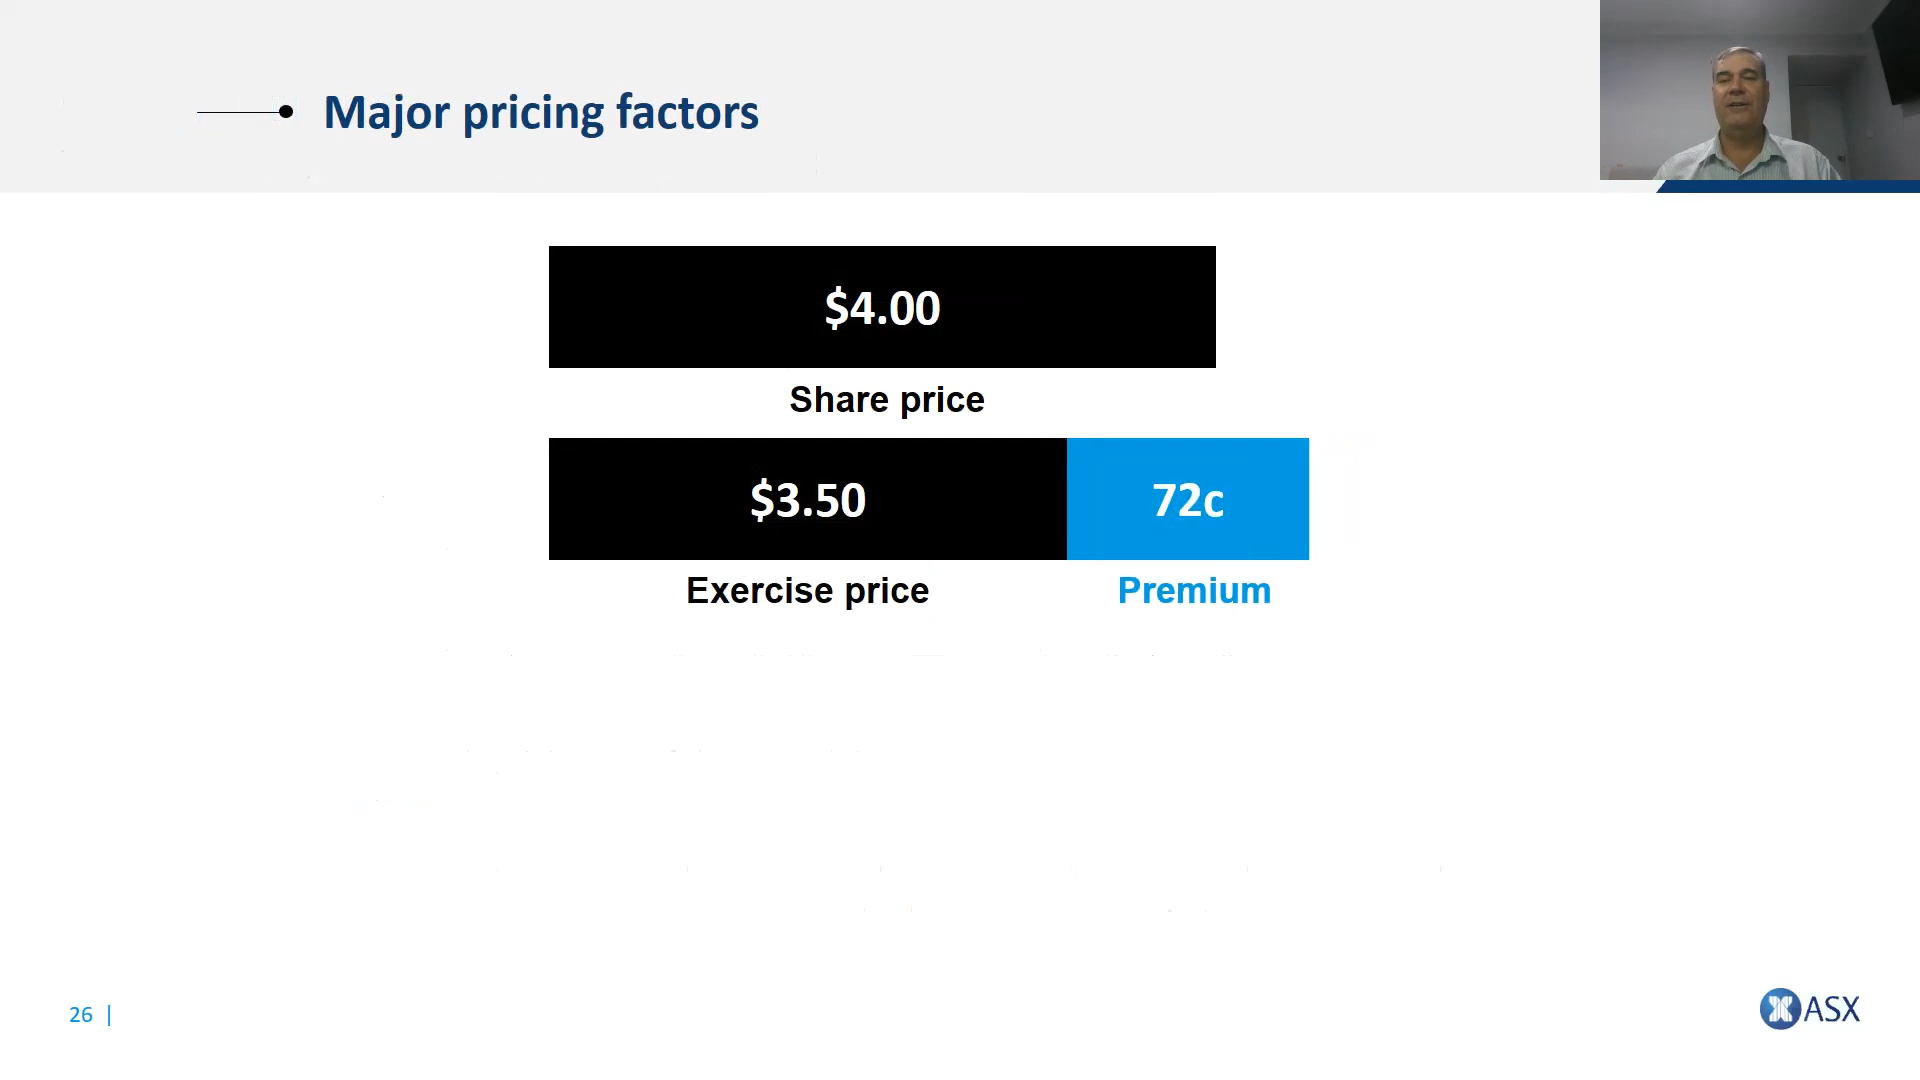 Major pricing factors
$4.00
Share price
$3.50
72c
Exercise price
Premium
26 |
ASX